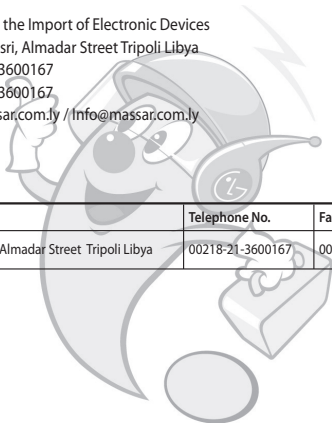 the Import of Electronic Devices
sri, Almadar Street Tripoli Libya
3600167
3600167
sar.com.ly / Info@massar.com.ly
Telephone No. Fa
Almadar Street Tripoli Libya 00218-21-3600167 00
LG